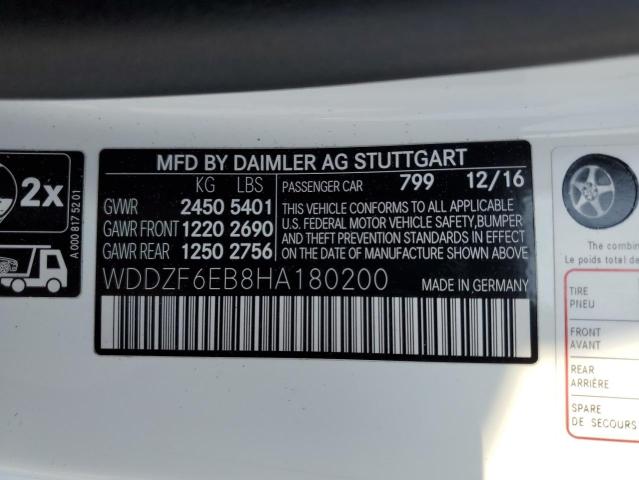 2x
A 000 817 52 01
MFD BY DAIMLER AG STUTTGART
KG LBS
GVWR 2450 5401
GAWR FRONT 1220 2690
GAWR REAR 1250 2756
PASSENGER CAR 799 12/16
THIS VEHICLE CONFORMS TO ALL APPLICABLE
U.S. FEDERAL MOTOR VEHICLE SAFETY,BUMPER
AND THEFT PREVENTION STANDARDS IN EFFECT
ON THE DATE OF MANUFACTURE SHOWN ABOVE.
WDDZF6EB8HA180200
MADE IN GERMANY
The combine
Le poids total de
TIRE
PNEU
FRONT
AVANT
REAR
ARRIÈRE
SPARE
DE SECOURS